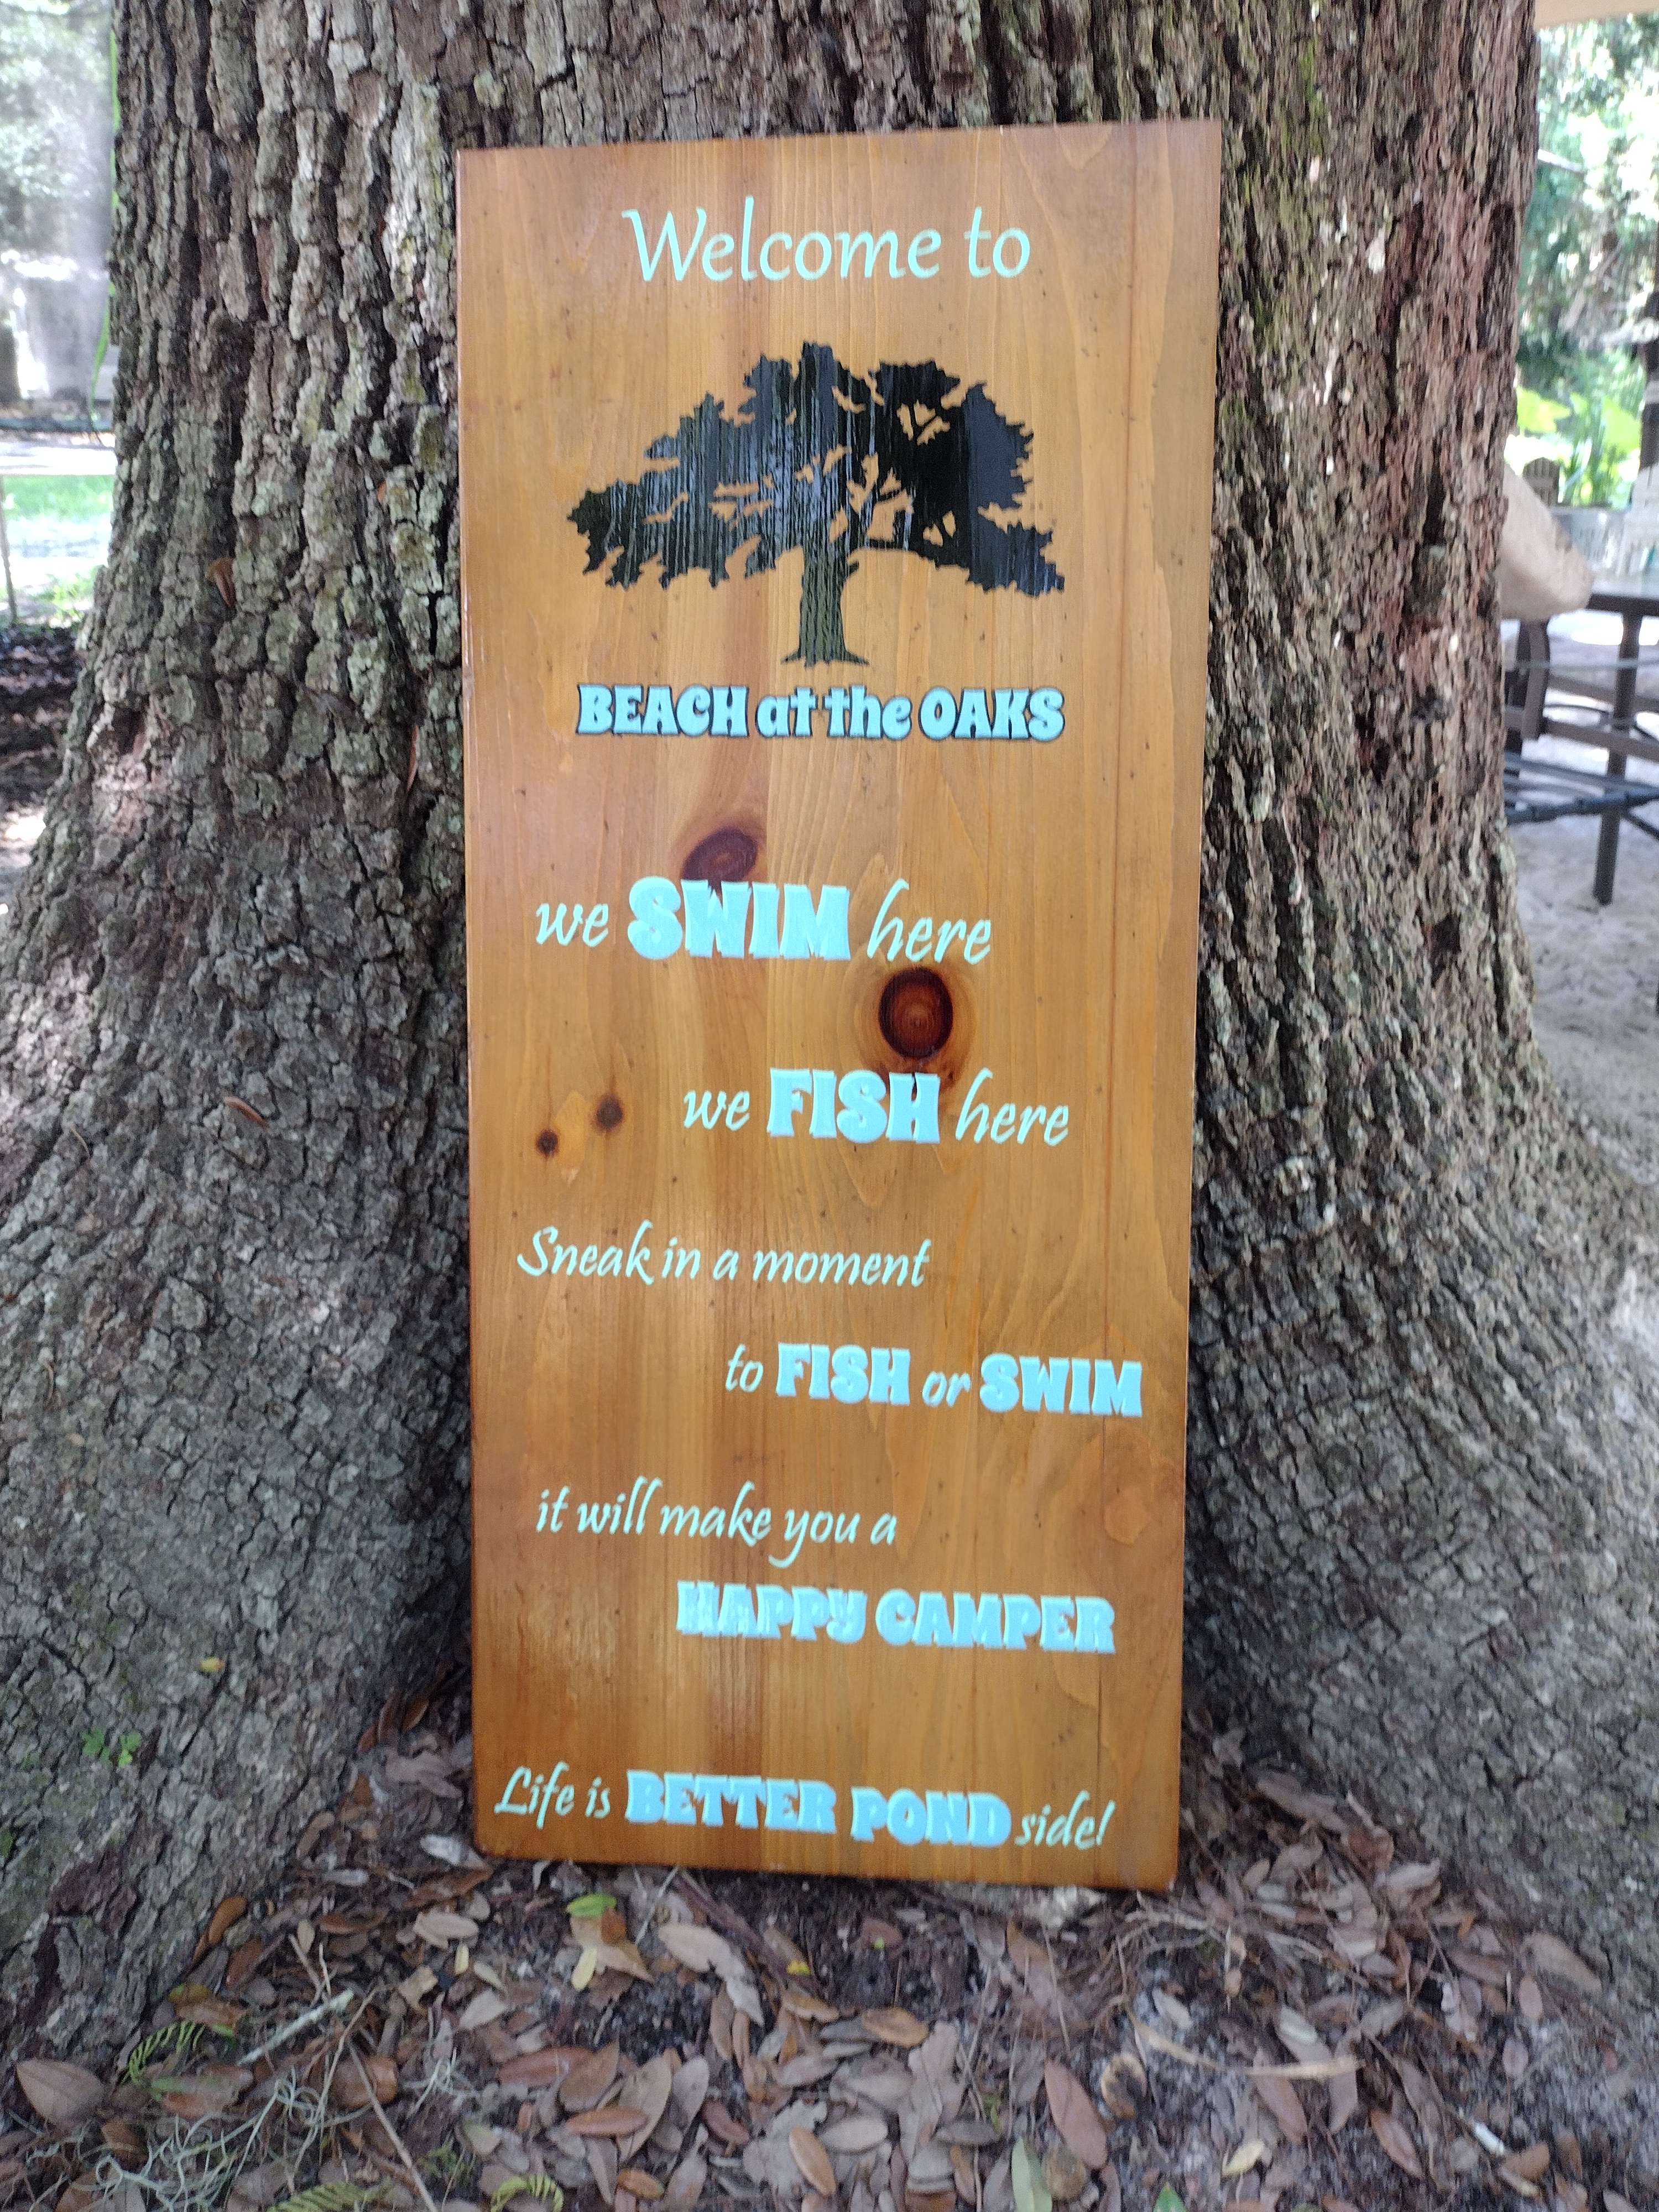 Welcome to
BEACH at the OAKS
we SWIM here
we FISH here
Sneak in a moment
to FISH or SWIM
it will make you a
HAPPY CAMPER
Life is BETTER POND side!